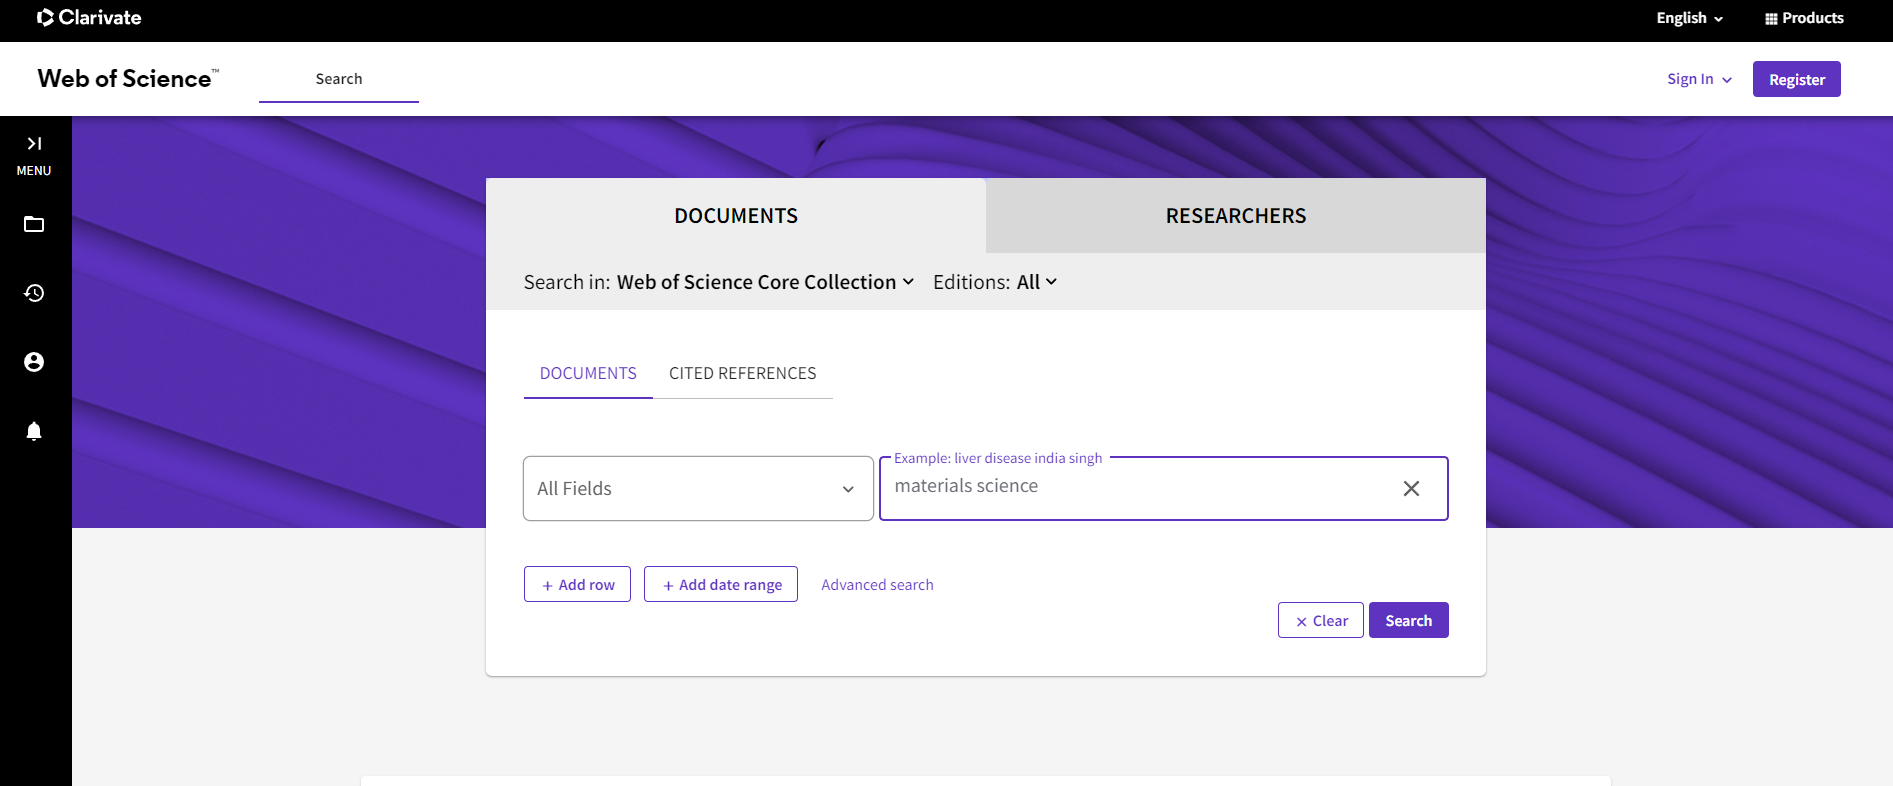 Clarivate
English
Products
Web of Science™
Search
Sign In
Register
MENU
DOCUMENTS
RESEARCHERS
Search in: Web of Science Core Collection Editions: All
DOCUMENTS
CITED REFERENCES
All Fields
Example: liver disease india singh
materials science
+ Add row
+ Add date range
Advanced search
× Clear
Search